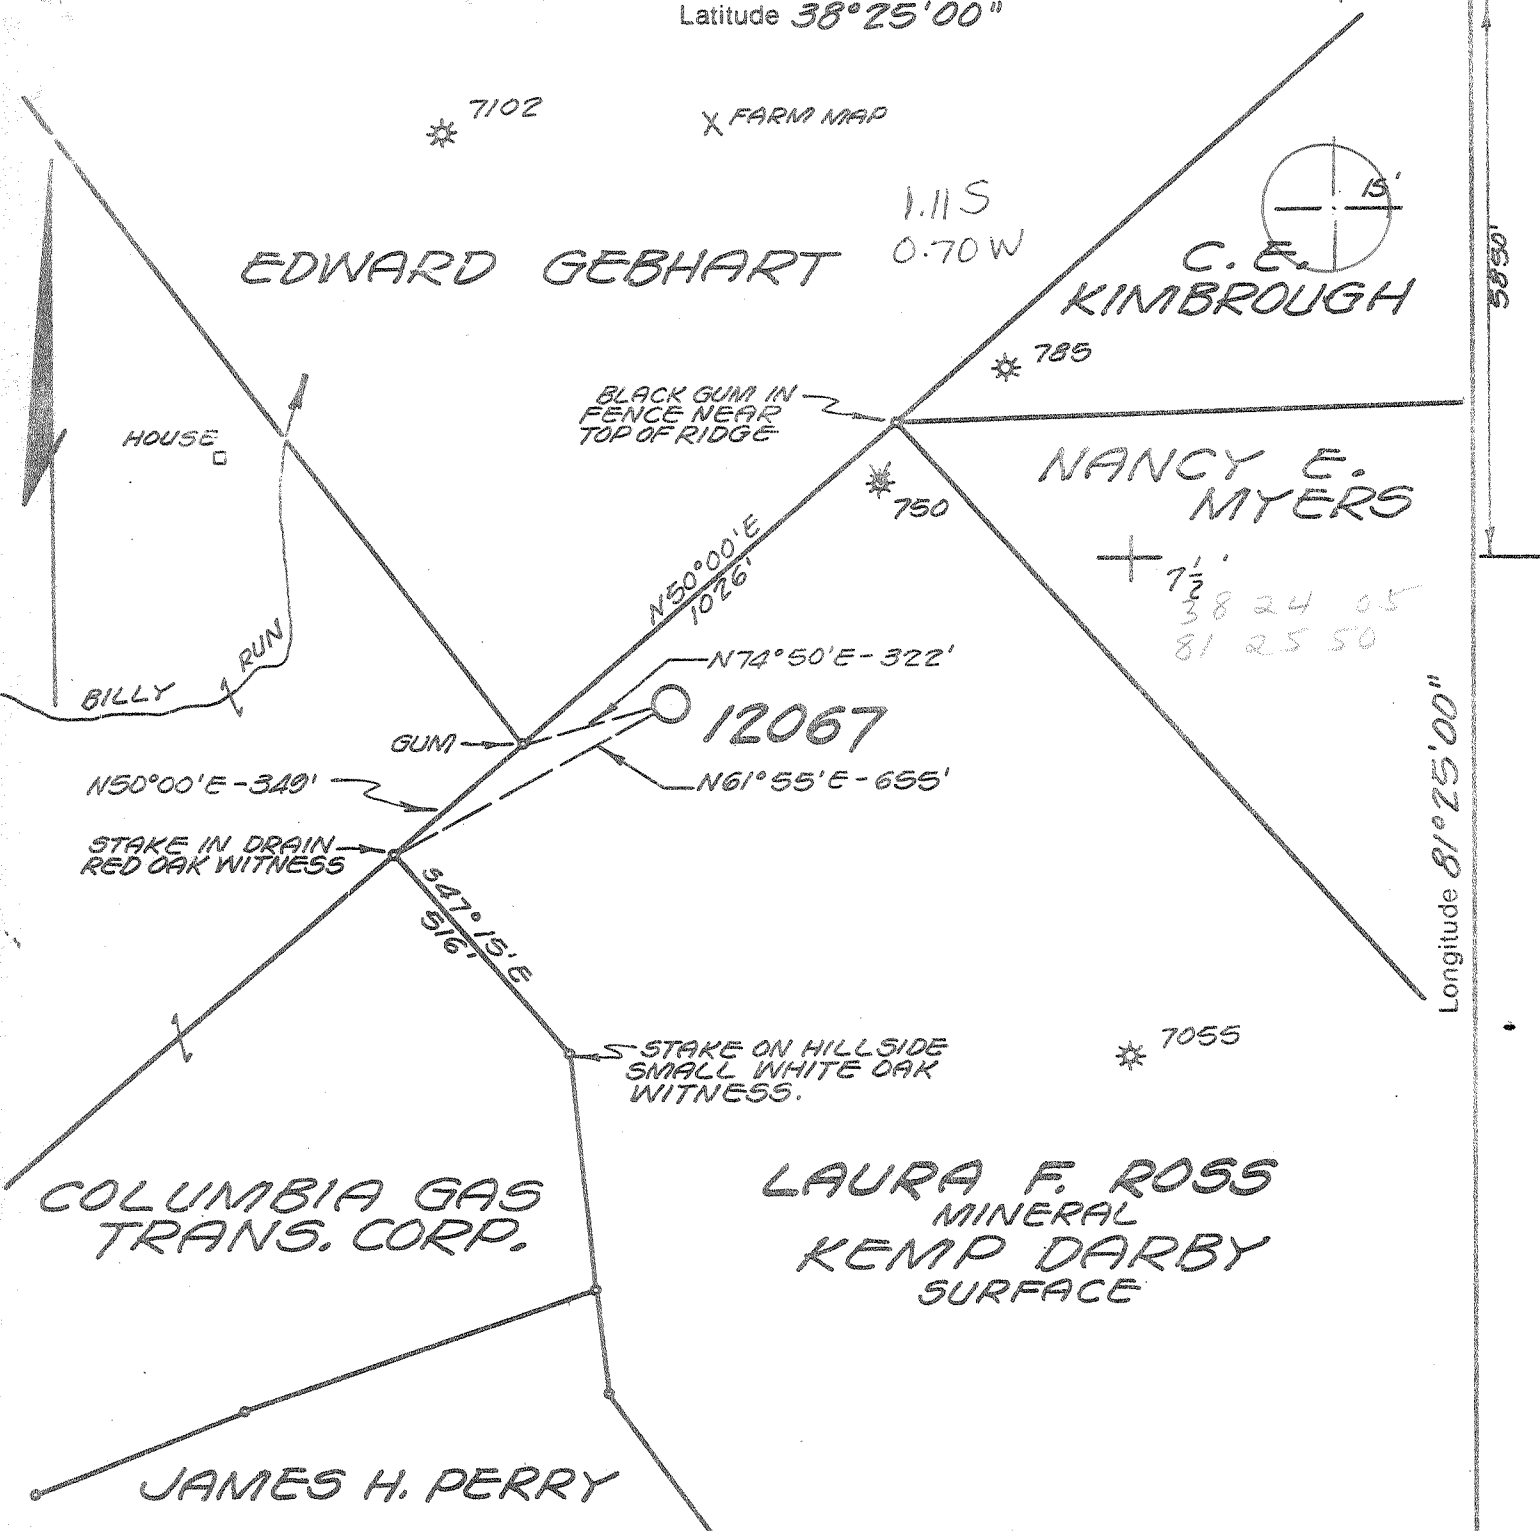 Latitude 38°25'00"
7102
X FARM MAP
1.11 S
0.70 W
15'
EDWARD GEBHART
C. E.
KIMBROUGH
5850'
785
BLACK GUM IN
FENCE NEAR
TOP OF RIDGE
HOUSE
NANCY E.
MYERS
750
7½'
38 24 05
81 25 50
N50°00'E
1026'
RUN
BILLY
N74°50'E-322'
12067
GUM
N61°55'E-655'
N50°00'E-349'
STAKE IN DRAIN
RED OAK WITNESS
Longitude 81°25'00"
S47°15'E
516'
STAKE ON HILLSIDE
SMALL WHITE OAK
WITNESS.
7055
COLUMBIA GAS
TRANS. CORP.
LAURA F. ROSS
MINERAL
KEMP DARBY
SURFACE
JAMES H. PERRY